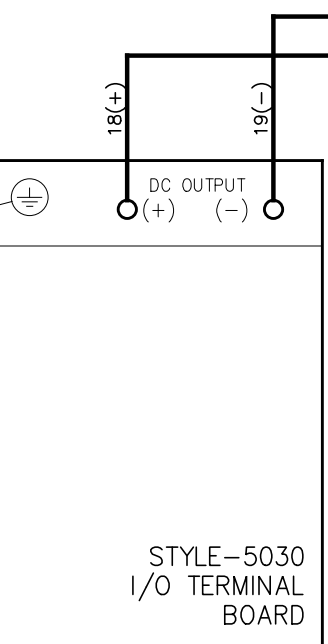 18(+)
19(−)
DC OUTPUT
(+)
(−)
STYLE−5030
I/O TERMINAL
BOARD